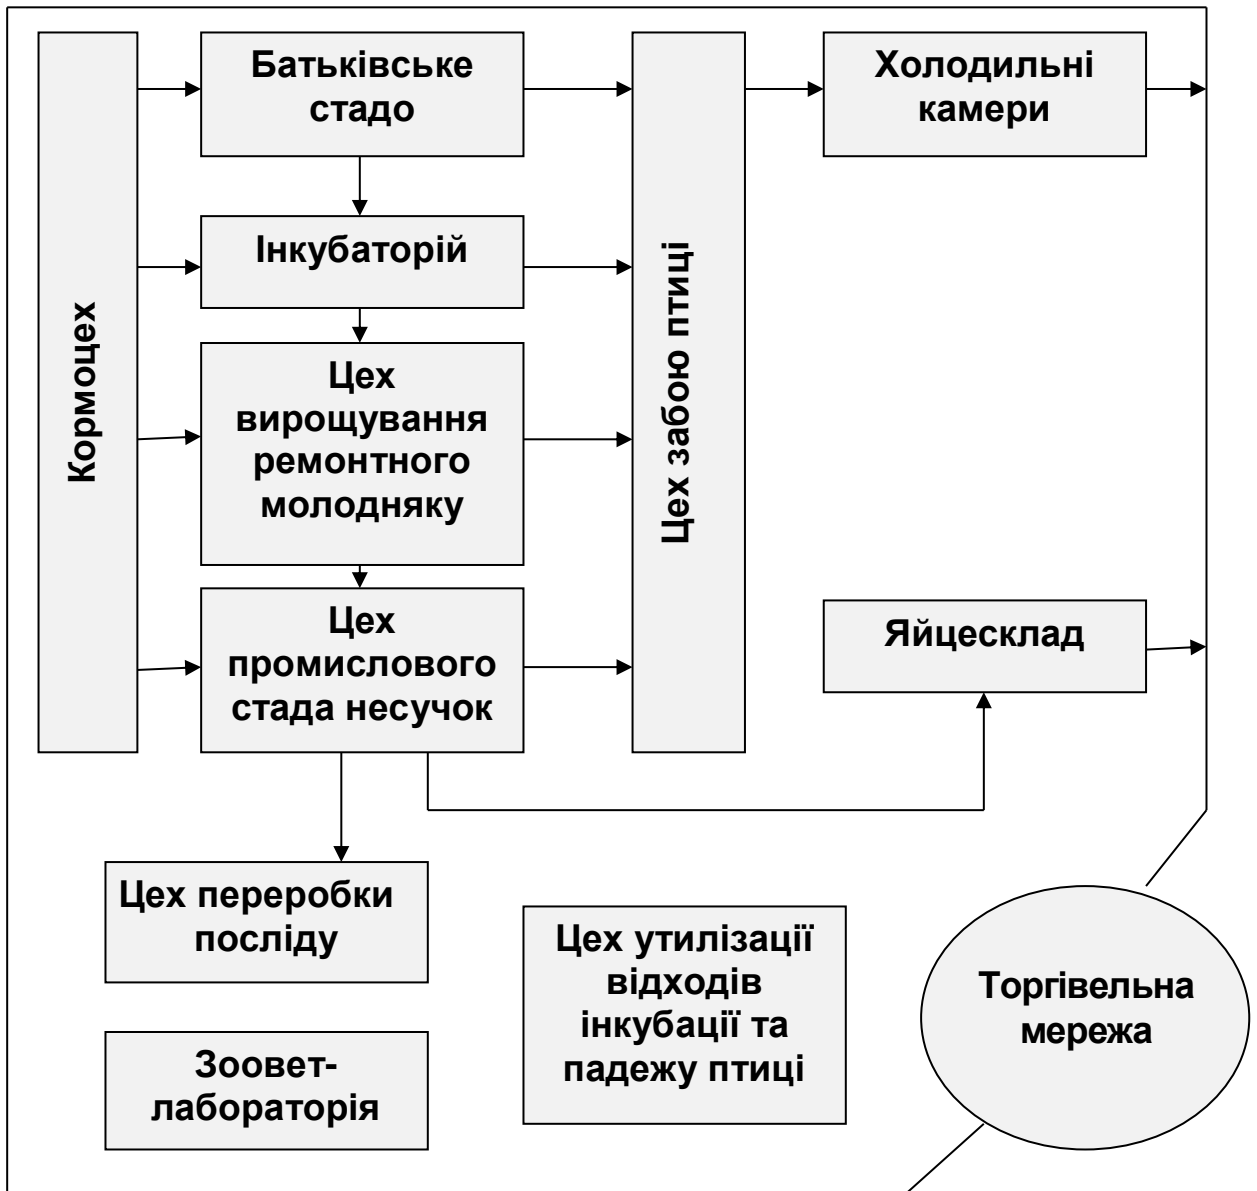 Кормоцех
Батьківське
стадо
Інкубаторій
Цех
вирощування
ремонтного
молодняку
Цех
промислового
стада несучок
Цех забою птиці
Холодильні
камери
Яйцесклад
Цех переробки
посліду
Зоовет-
лабораторія
Цех утилізації
відходів
інкубації та
падежу птиці
Торгівельна
мережа